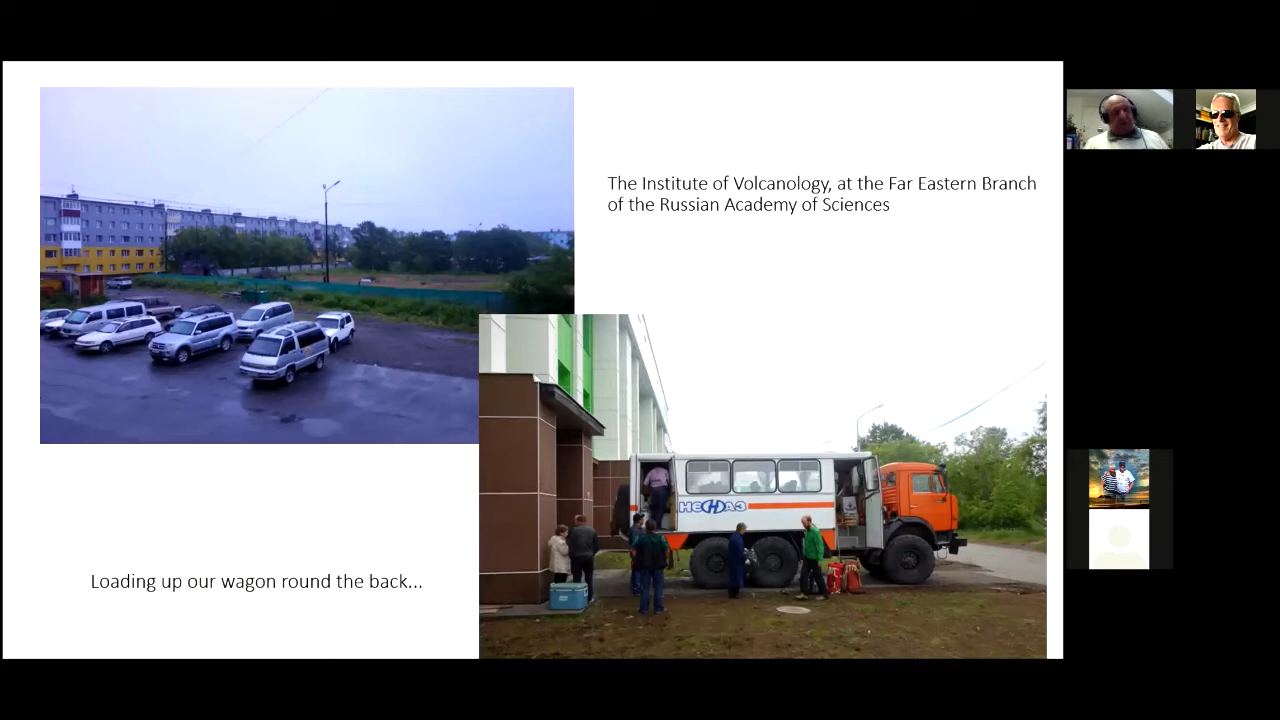 The Institute of Volcanology, at the Far Eastern Branch
of the Russian Academy of Sciences
НЕФАЗ
Loading up our wagon round the back...